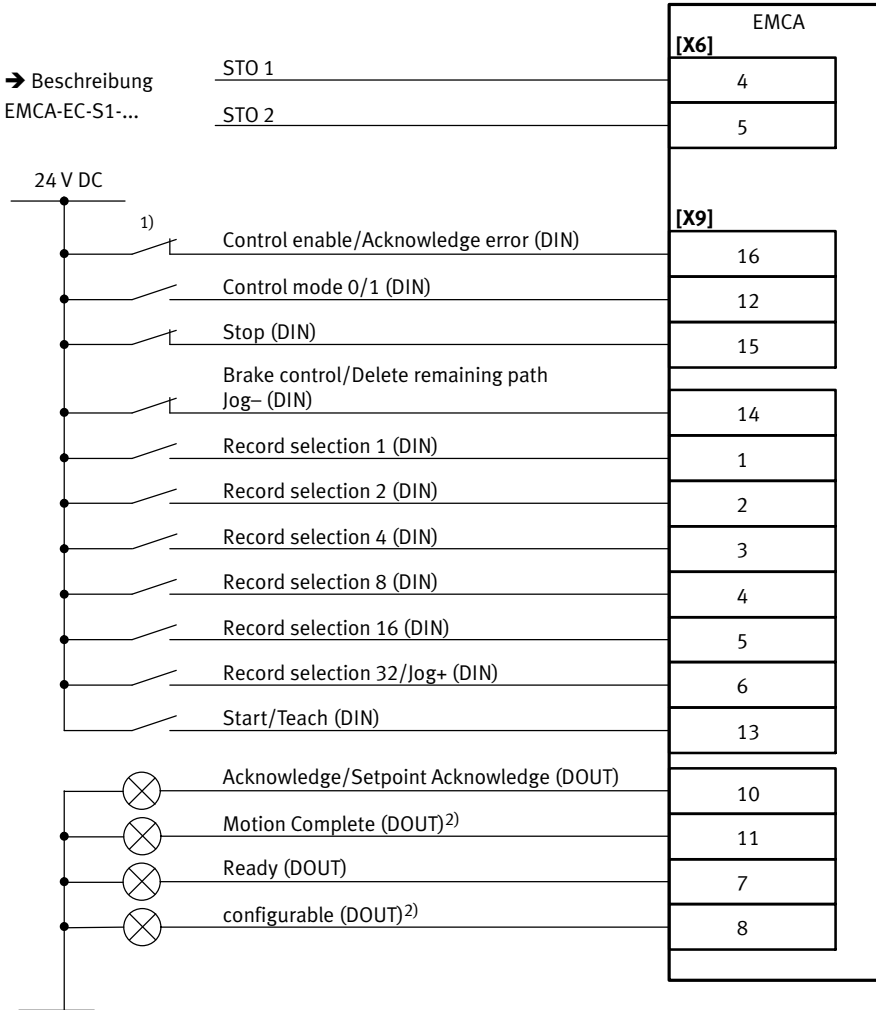 EMCA
[X6]
STO 1
4
➔ Beschreibung
EMCA-EC-S1-...
STO 2
5
24 V DC
[X9]
1)
Control enable/Acknowledge error (DIN)
16
Control mode 0/1 (DIN)
12
Stop (DIN)
15
Brake control/Delete remaining path
Jog– (DIN)
14
Record selection 1 (DIN)
1
Record selection 2 (DIN)
2
Record selection 4 (DIN)
3
Record selection 8 (DIN)
4
Record selection 16 (DIN)
5
Record selection 32/Jog+ (DIN)
6
Start/Teach (DIN)
13
Acknowledge/Setpoint Acknowledge (DOUT)
10
Motion Complete (DOUT)2)
11
Ready (DOUT)
7
configurable (DOUT)2)
8